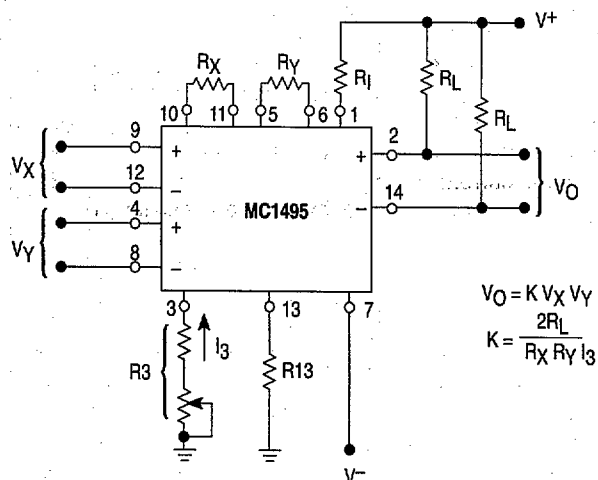 V+
RX
RY
RI
RL
RL
10
11
5
6
1
9
2
VX
+
+
12
−
VO
4
MC1495
14
−
VY
+
8
−
3
13
7
I3
R3
R13
V−
VO = K VX VY
K = 2RL
RX RY I3